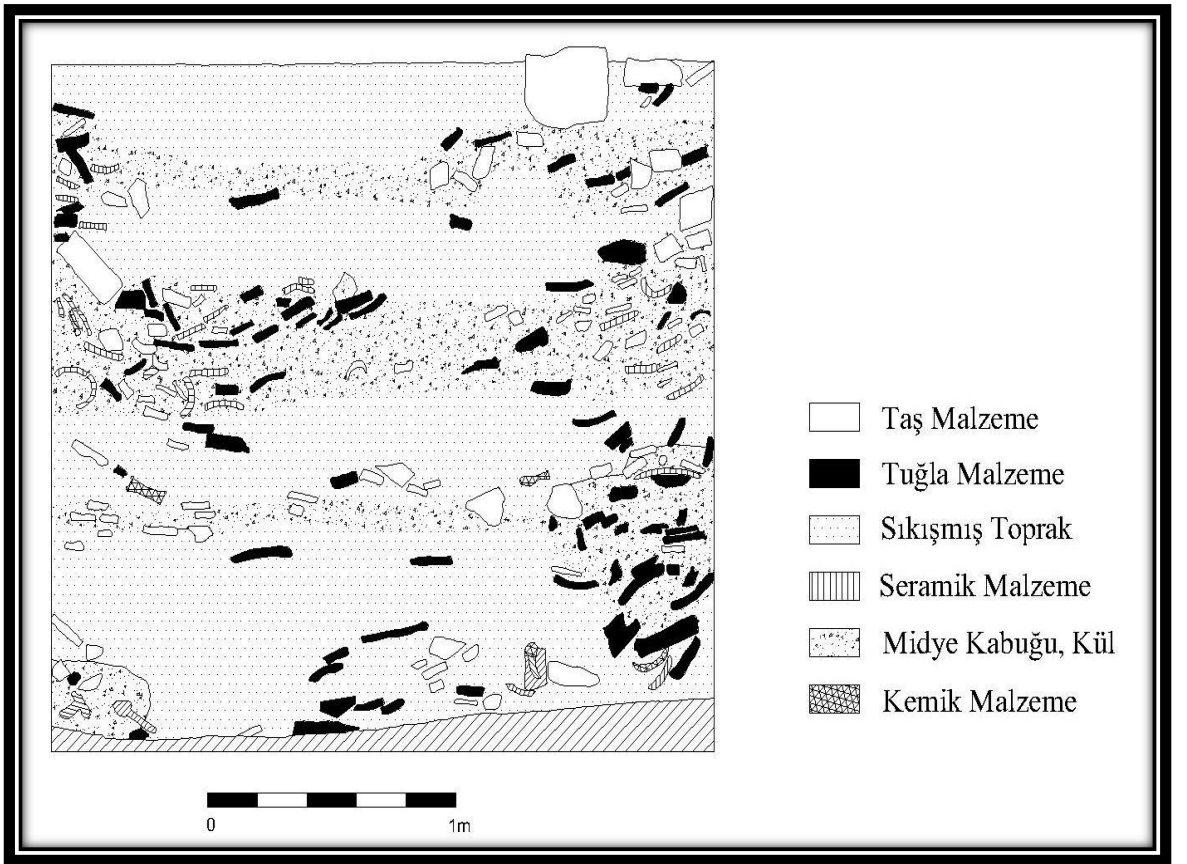 Taş Malzeme
Tuğla Malzeme
Sıkışmış Toprak
Seramik Malzeme
Midye Kabuğu, Kül
Kemik Malzeme
0 1m